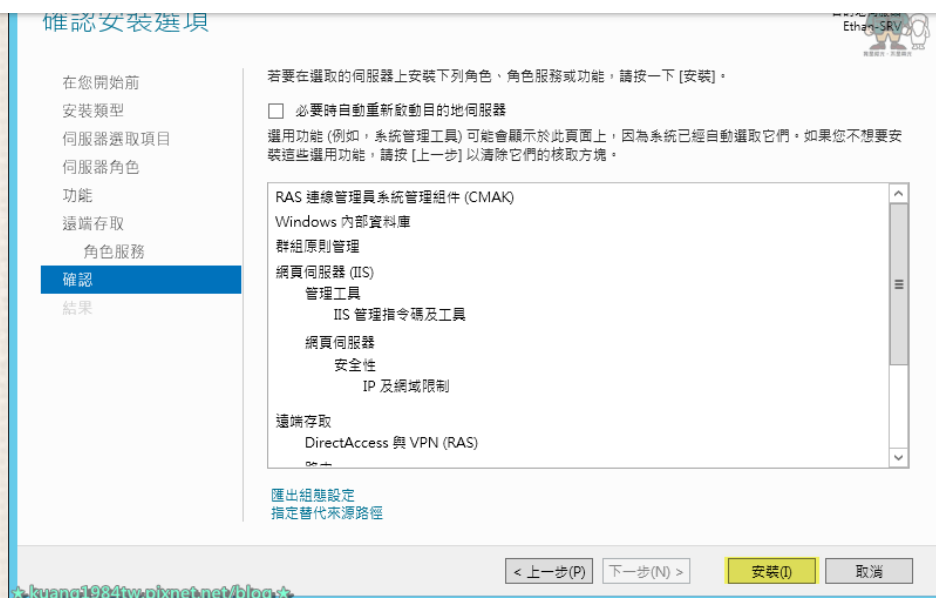 確認安裝選項
Ethan-SRV
在您開始前
安裝類型
伺服器選取項目
伺服器角色
功能
遠端存取
角色服務
確認
結果
若要在選取的伺服器上安裝下列角色、角色服務或功能，請按一下 [安裝]。
必要時自動重新啟動目的地伺服器
選用功能 (例如，系統管理工具) 可能會顯示於此頁面上，因為系統已經自動選取它們。如果您不想要安
裝這些選用功能，請按 [上一步] 以清除它們的核取方塊。
RAS 連線管理員系統管理組件 (CMAK)
Windows 內部資料庫
群組原則管理
網頁伺服器 (IIS)
管理工具
IIS 管理指令碼及工具
網頁伺服器
安全性
IP 及網域限制
遠端存取
DirectAccess 與 VPN (RAS)
匯出組態設定
指定替代來源路徑
< 上一步(P)
下一步(N) >
安裝(I)
取消
★ kuang1984tw.pixnet.net/blog ★